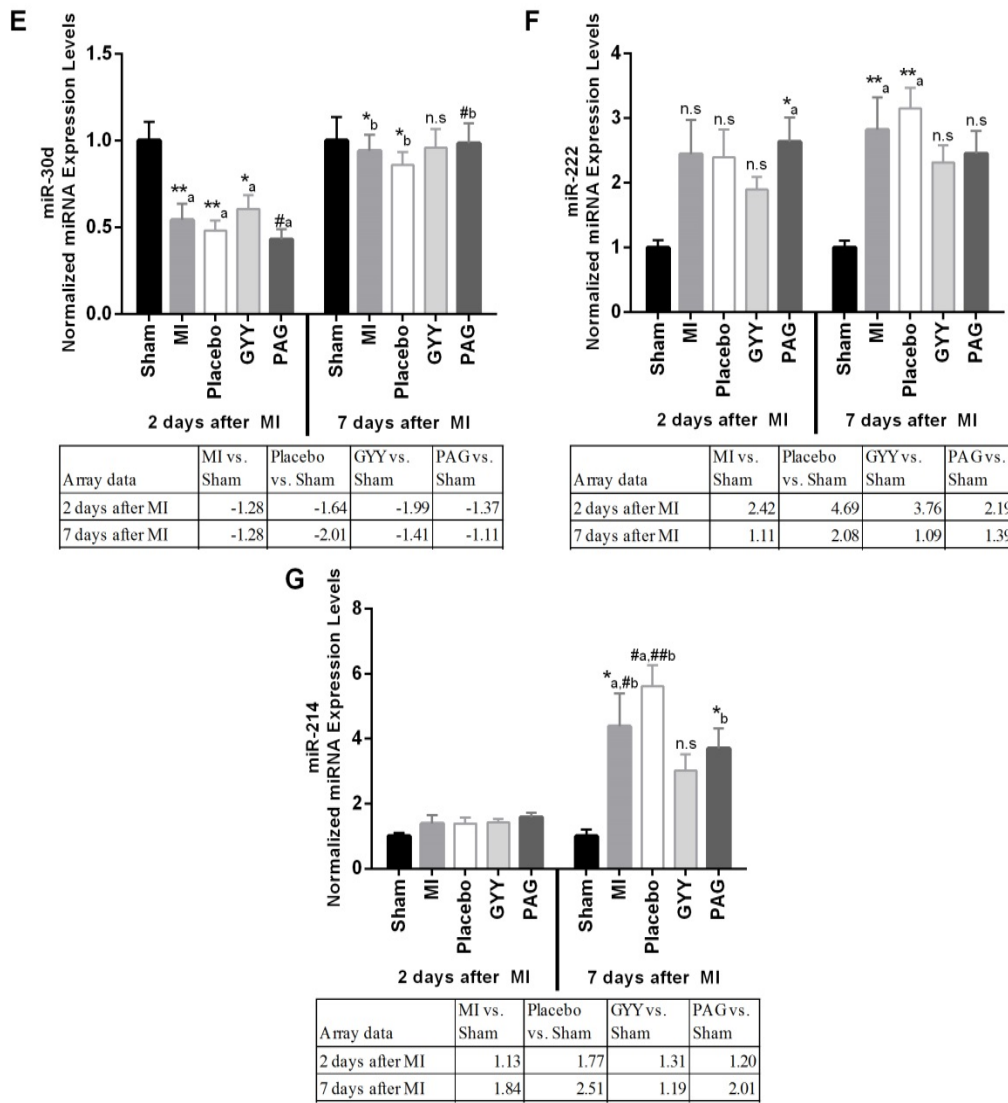 E
miR-30d
Normalized miRNA Expression Levels
1.5
1.0
0.5
0.0
**a
**a
*a
#a
*b
*b
n.s
#b
Sham
MI
Placebo
GYY
PAG
Sham
MI
Placebo
GYY
PAG
2 days after MI
7 days after MI
Array data MI vs. Sham Placebo vs. Sham GYY vs. Sham PAG vs. Sham
2 days after MI -1.28 -1.64 -1.99 -1.37
7 days after MI -1.28 -2.01 -1.41 -1.11
F
miR-222
Normalized miRNA Expression Levels
4
3
2
1
0
n.s
n.s
n.s
*a
**a
**a
n.s
n.s
Sham
MI
Placebo
GYY
PAG
Sham
MI
Placebo
GYY
PAG
2 days after MI
7 days after MI
Array data MI vs. Sham Placebo vs. Sham GYY vs. Sham PAG vs. Sham
2 days after MI 2.42 4.69 3.76 2.19
7 days after MI 1.11 2.08 1.09 1.39
G
miR-214
Normalized miRNA Expression Levels
8
6
4
2
0
*a,#b
#a,##b
n.s
*b
Sham
MI
Placebo
GYY
PAG
Sham
MI
Placebo
GYY
PAG
2 days after MI
7 days after MI
Array data MI vs. Sham Placebo vs. Sham GYY vs. Sham PAG vs. Sham
2 days after MI 1.13 1.77 1.31 1.20
7 days after MI 1.84 2.51 1.19 2.01